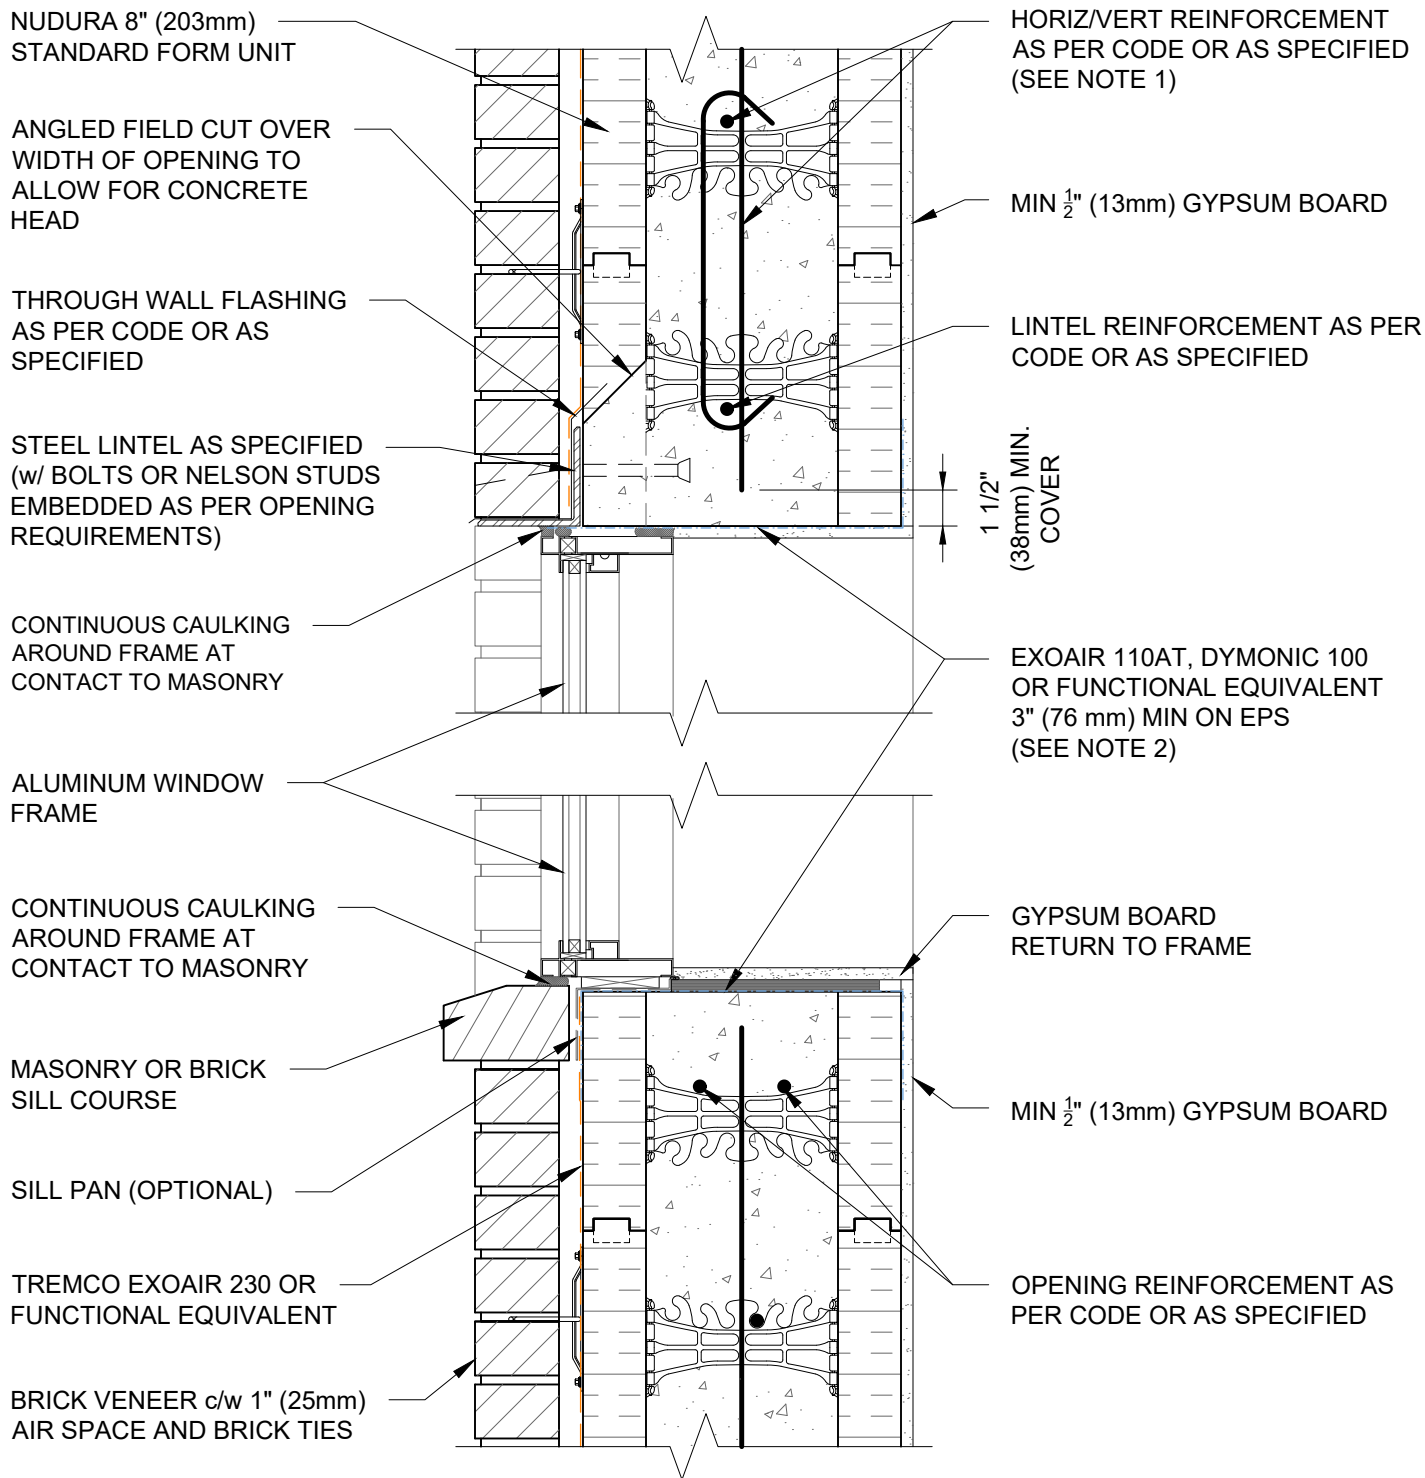 NUDURA 8" (203mm)
STANDARD FORM UNIT
ANGLED FIELD CUT OVER
WIDTH OF OPENING TO
ALLOW FOR CONCRETE
HEAD
THROUGH WALL FLASHING
AS PER CODE OR AS
SPECIFIED
STEEL LINTEL AS SPECIFIED
(w/ BOLTS OR NELSON STUDS
EMBEDDED AS PER OPENING
REQUIREMENTS)
CONTINUOUS CAULKING
AROUND FRAME AT
CONTACT TO MASONRY
ALUMINUM WINDOW
FRAME
CONTINUOUS CAULKING
AROUND FRAME AT
CONTACT TO MASONRY
MASONRY OR BRICK
SILL COURSE
SILL PAN (OPTIONAL)
TREMCO EXOAIR 230 OR
FUNCTIONAL EQUIVALENT
BRICK VENEER c/w 1" (25mm)
AIR SPACE AND BRICK TIES
HORIZ/VERT REINFORCEMENT
AS PER CODE OR AS SPECIFIED
(SEE NOTE 1)
MIN ½" (13mm) GYPSUM BOARD
LINTEL REINFORCEMENT AS PER
CODE OR AS SPECIFIED
1 1/2"
(38mm) MIN.
COVER
EXOAIR 110AT, DYMONIC 100
OR FUNCTIONAL EQUIVALENT
3" (76 mm) MIN ON EPS
(SEE NOTE 2)
GYPSUM BOARD
RETURN TO FRAME
MIN ½" (13mm) GYPSUM BOARD
OPENING REINFORCEMENT AS
PER CODE OR AS SPECIFIED